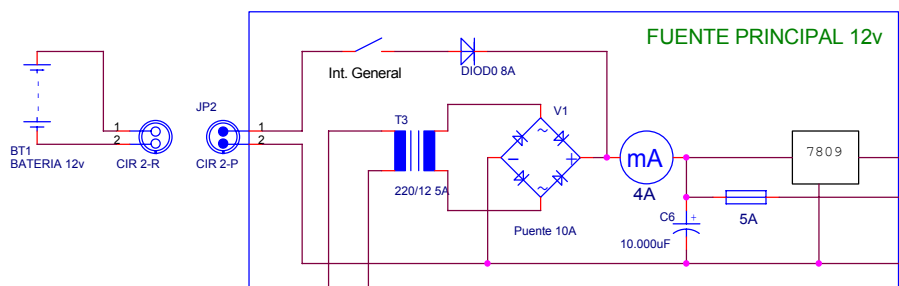 FUENTE PRINCIPAL 12v
Int. General
DIOD0 8A
JP2
1
2
1
2
BT1
BATERIA 12v
CIR 2-R
CIR 2-P
T3
220/12 5A
V1
~
-
+
~
Puente 10A
mA
4A
7809
C6
+
10.000uF
5A